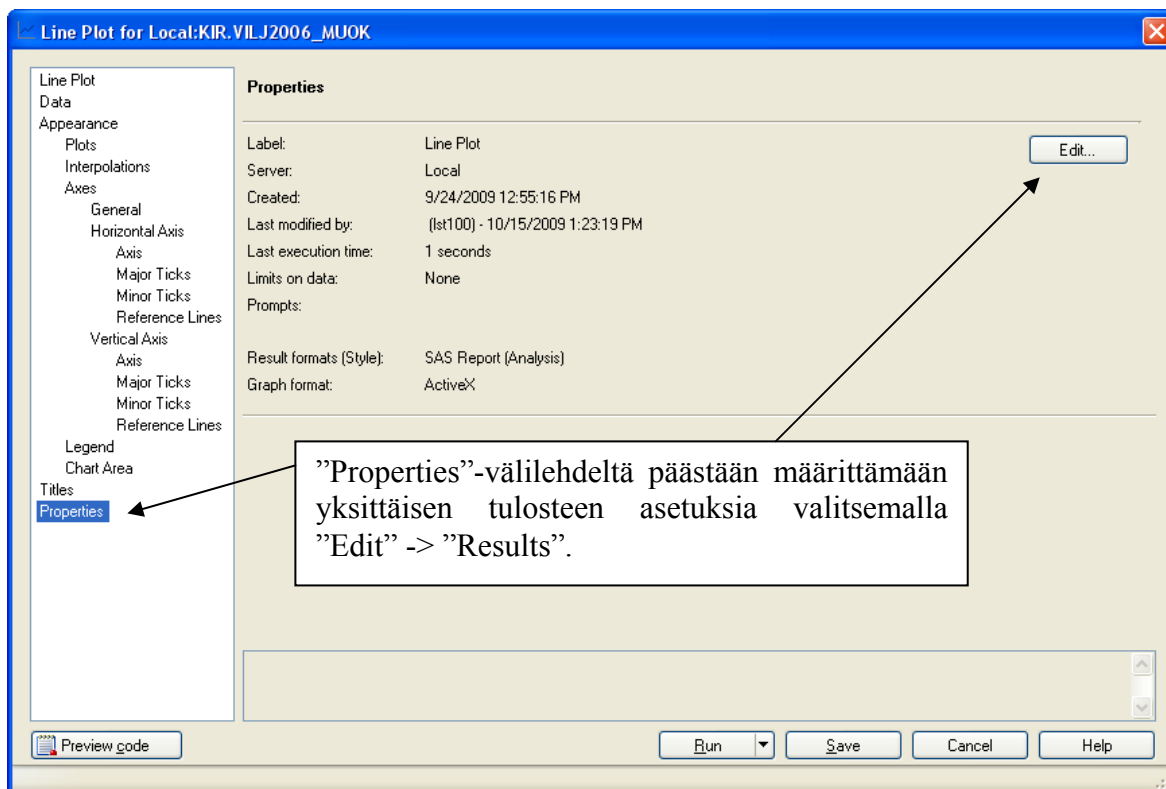 Line Plot for Local:KIR.VILJ2006_MUOK
Line Plot
Data
Appearance
Plots
Interpolations
Axes
General
Horizontal Axis
Axis
Major Ticks
Minor Ticks
Reference Lines
Vertical Axis
Axis
Major Ticks
Minor Ticks
Reference Lines
Legend
Chart Area
Titles
Properties
Properties
Label: Line Plot
Server: Local
Created: 9/24/2009 12:55:16 PM
Last modified by: (lst100) - 10/15/2009 1:23:19 PM
Last execution time: 1 seconds
Limits on data: None
Prompts:
Result formats (Style): SAS Report (Analysis)
Graph format: ActiveX
Edit...
”Properties”-välilehdeltä päästään määrittämään
yksittäisen tulosteen asetuksia valitsemalla
”Edit” -> ”Results”.
Preview code
Run
Save
Cancel
Help